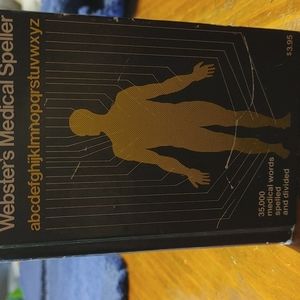 Webster's Medical Speller
abcdefghijklmnopqrstuvwxyz
$3.95
35,000
medical words
spelled
and divided